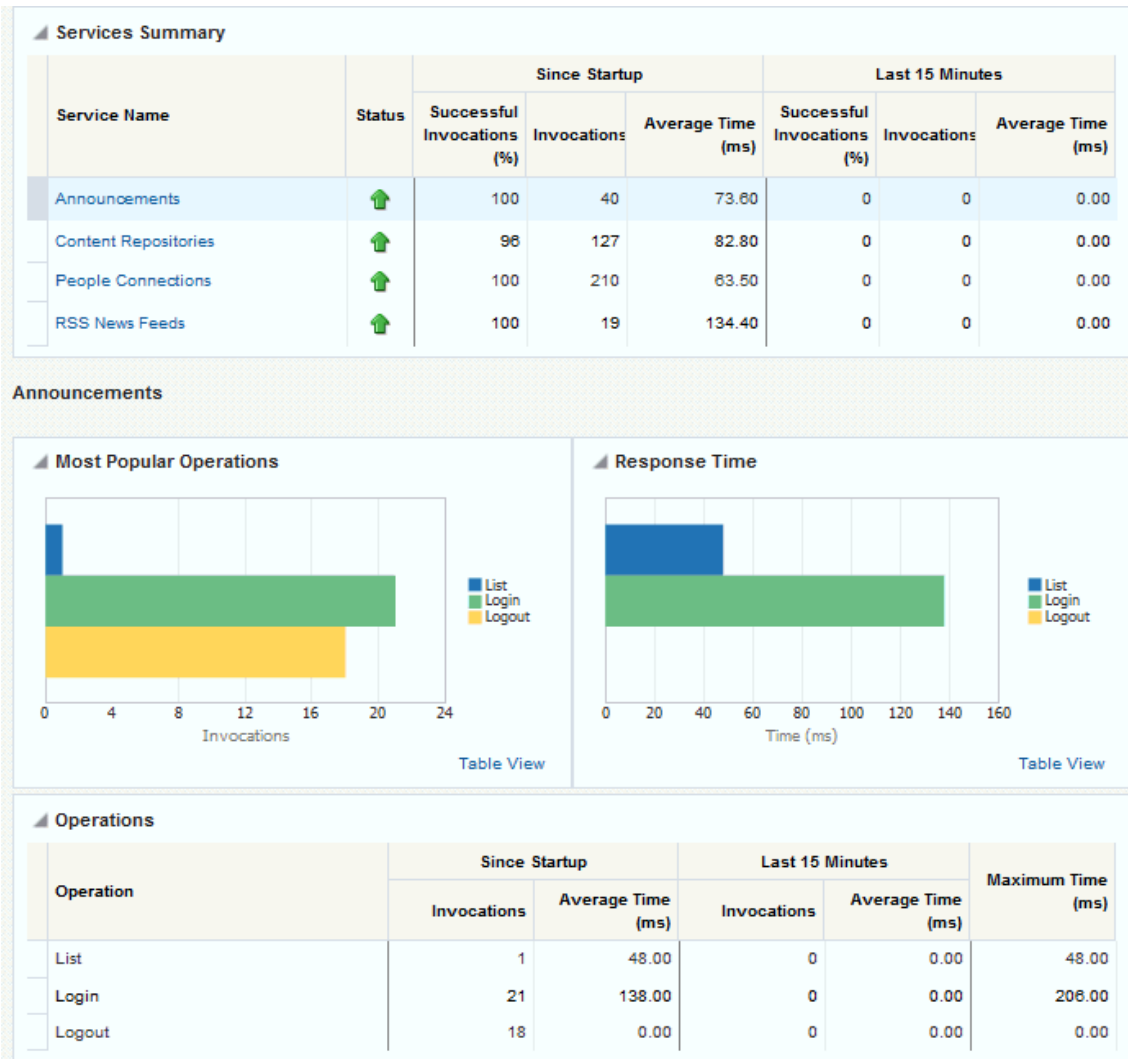 Services Summary
Since Startup Last 15 Minutes
Service Name Status Successful Invocations (%) Invocations Average Time (ms) Successful Invocations (%) Invocations Average Time (ms)
Announcements 100 40 73.60 0 0 0.00
Content Repositories 96 127 82.80 0 0 0.00
People Connections 100 210 63.50 0 0 0.00
RSS News Feeds 100 19 134.40 0 0 0.00
Announcements
Most Popular Operations
List
Login
Logout
0 4 8 12 16 20 24
Invocations
Table View
Response Time
List
Login
Logout
0 20 40 60 80 100 120 140 160
Time (ms)
Table View
Operations
Since Startup Last 15 Minutes
Operation Invocations Average Time (ms) Invocations Average Time (ms) Maximum Time (ms)
List 1 48.00 0 0.00 48.00
Login 21 138.00 0 0.00 206.00
Logout 18 0.00 0 0.00 0.00